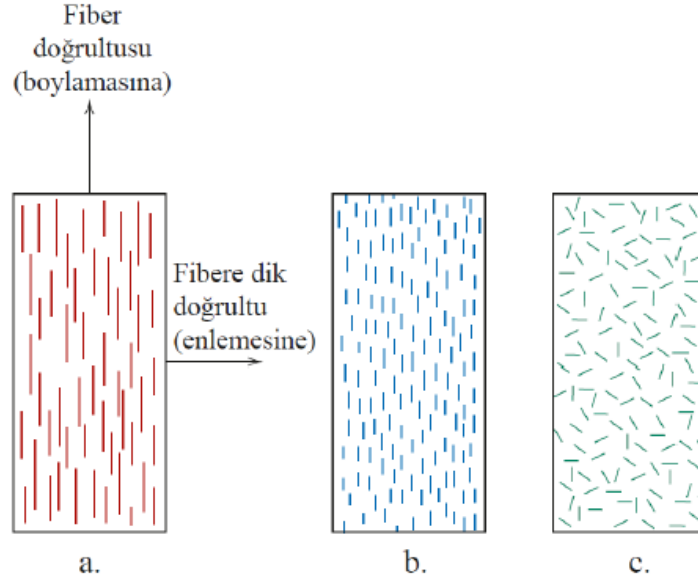 Fiber
doğrultusu
(boylamasına)
Fibere dik
doğrultu
(enlemesine)
a.
b.
c.